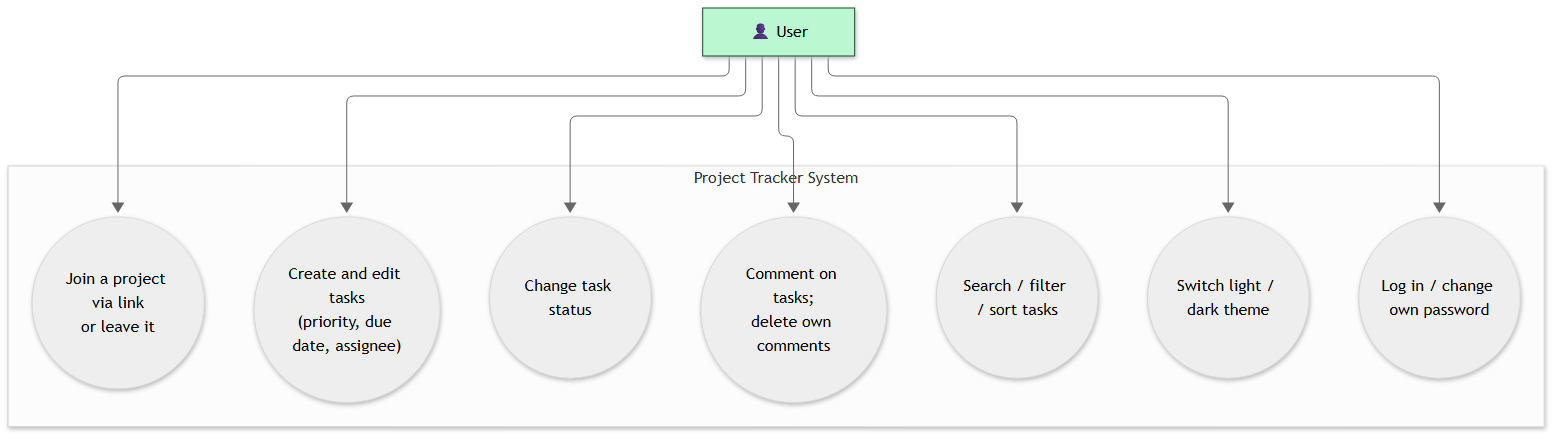 User
Project Tracker System
Join a project
via link
or leave it
Create and edit
tasks
(priority, due
date, assignee)
Change task
status
Comment on
tasks;
delete own
comments
Search / filter
/ sort tasks
Switch light /
dark theme
Log in / change
own password